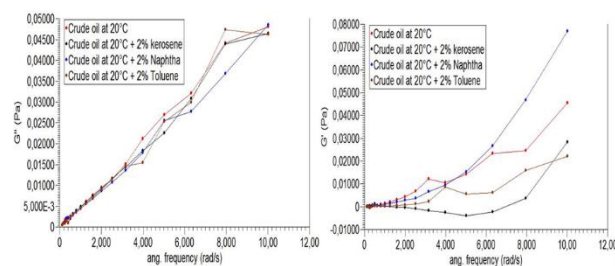 0,05000
0,04500
0,04000
0,03500
0,03000
0,02500
0,02000
0,01500
0,01000
5,000E-3
G'' (Pa)
Crude oil at 20°C
Crude oil at 20°C + 2% kerosene
Crude oil at 20°C + 2% Naphtha
Crude oil at 20°C + 2% Toluene
0,00 2,000 4,000 6,000 8,000 10,00 12,00
ang. frequency (rad/s)
0,08000
0,07000
0,06000
0,05000
0,04000
0,03000
0,02000
0,01000
0
-0,01000
G' (Pa)
Crude oil at 20°C
Crude oil at 20°C + 2% kerosene
Crude oil at 20°C + 2% Naphtha
Crude oil at 20°C + 2% Toluene
0,00 2,000 4,000 6,000 8,000 10,00 12,00
ang. frequency (rad/s)